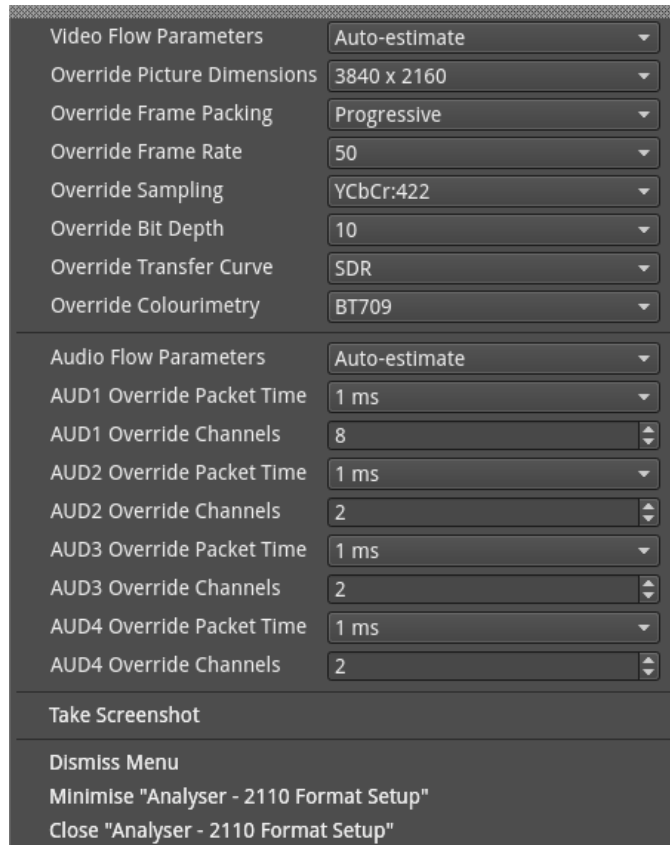 Video Flow Parameters Auto-estimate
Override Picture Dimensions 3840 x 2160
Override Frame Packing Progressive
Override Frame Rate 50
Override Sampling YCbCr:422
Override Bit Depth 10
Override Transfer Curve SDR
Override Colourimetry BT709
Audio Flow Parameters Auto-estimate
AUD1 Override Packet Time 1 ms
AUD1 Override Channels 8
AUD2 Override Packet Time 1 ms
AUD2 Override Channels 2
AUD3 Override Packet Time 1 ms
AUD3 Override Channels 2
AUD4 Override Packet Time 1 ms
AUD4 Override Channels 2
Take Screenshot
Dismiss Menu
Minimise "Analyser - 2110 Format Setup"
Close "Analyser - 2110 Format Setup"